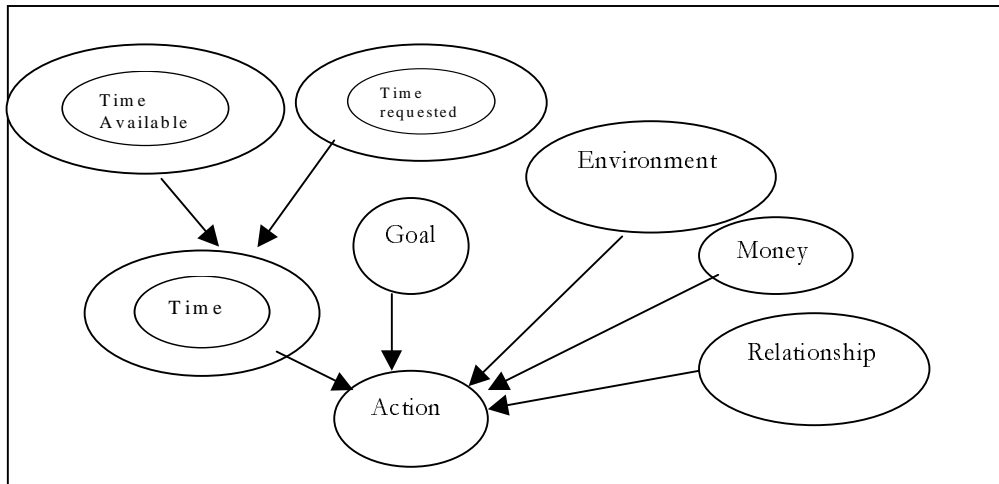 Time
Available
Time
requested
Environment
Goal
Money
Time
Relationship
Action